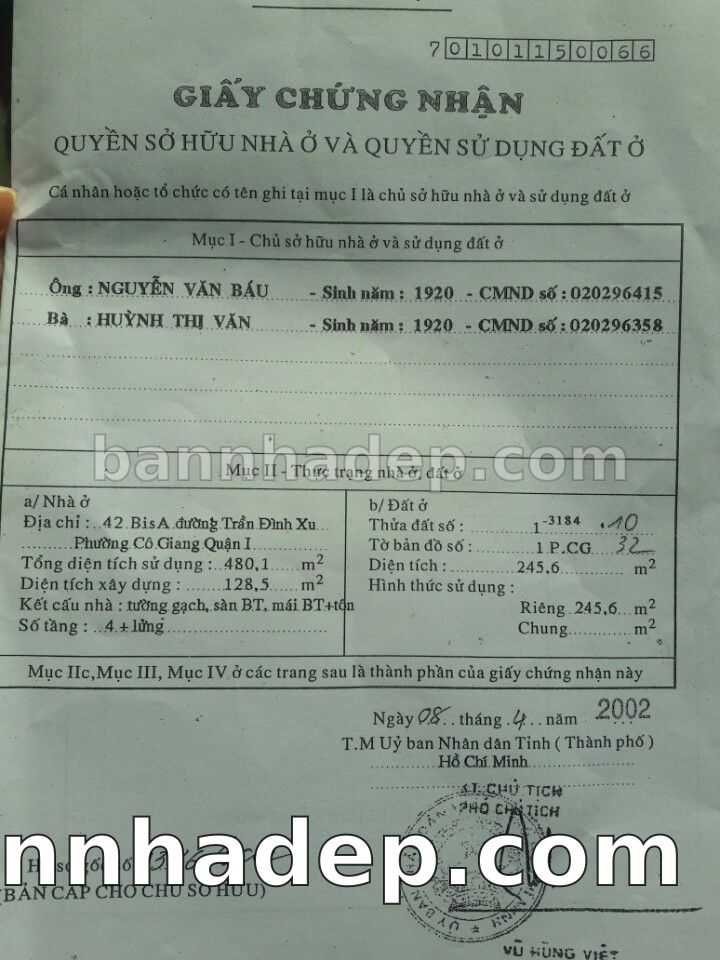 70101150066
GIẤY CHỨNG NHẬN
QUYỀN SỞ HỮU NHÀ Ở VÀ QUYỀN SỬ DỤNG ĐẤT Ở
Cá nhân hoặc tổ chức có tên ghi tại mục I là chủ sở hữu nhà ở và sử dụng đất ở
Mục I - Chủ sở hữu nhà ở và sử dụng đất ở
Ông : NGUYỄN VĂN BÁU - Sinh năm : 1920 - CMND số : 020296415
Bà : HUỲNH THỊ VĂN - Sinh năm : 1920 - CMND số : 020296358
bannhadep.com
Mục II - Thực trạng nhà ở, đất ở
a/ Nhà ở
Địa chỉ : 42 BisA đường Trần Đình Xu
Phường Cô Giang Quận I
Tổng diện tích sử dụng : 480,1 m2
Diện tích xây dựng : 128,5 m2
Kết cấu nhà : tường gạch, sàn BT, mái BT+tôn
Số tầng : 4 + lửng
b/ Đất ở
Thửa đất số : 1-3184 10
Tờ bản đồ số : 1 P.CG 32
Diện tích : 245,6 m2
Hình thức sử dụng :
Riêng 245,6 m2
Chung m2
Mục IIc, Mục III, Mục IV ở các trang sau là thành phần của giấy chứng nhận này
Ngày 08 tháng 4 năm 2002
T.M Uỷ ban Nhân dân Tỉnh ( Thành phố )
Hồ Chí Minh
KT. CHỦ TỊCH
PHÓ CHỦ TỊCH
nnhadep.com
(BẢN CẤP CHO CHỦ SỞ HỮU)
VŨ HÙNG VIỆT